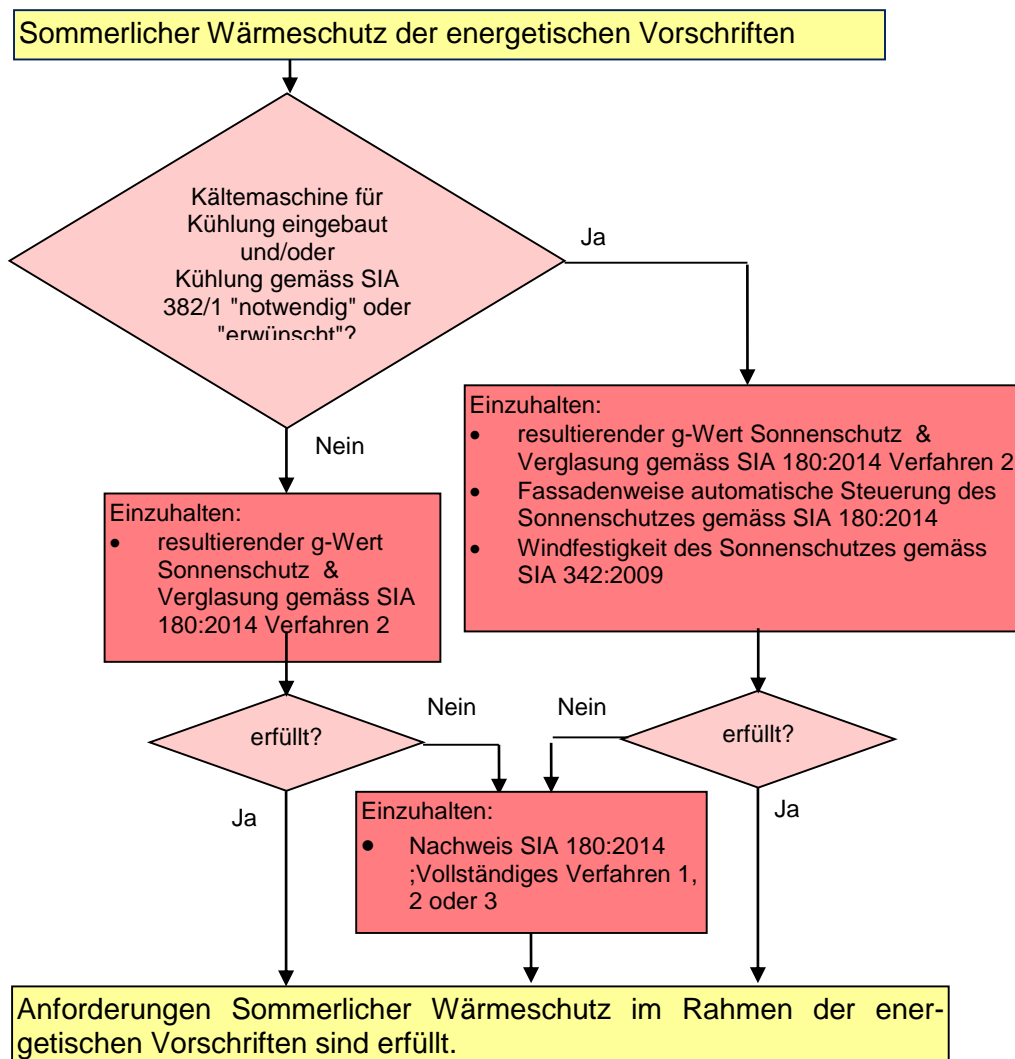 Sommerlicher Wärmeschutz der energetischen Vorschriften
Kältemaschine für
Kühlung eingebaut
und/oder
Kühlung gemäss SIA
382/1 "notwendig" oder
"erwünscht"?
Ja
Nein
Einzuhalten:
• resultierender g-Wert Sonnenschutz &
Verglasung gemäss SIA 180:2014 Verfahren 2
• Fassadenweise automatische Steuerung des
Sonnenschutzes gemäss SIA 180:2014
• Windfestigkeit des Sonnenschutzes gemäss
SIA 342:2009
Einzuhalten:
• resultierender g-Wert
Sonnenschutz &
Verglasung gemäss SIA
180:2014 Verfahren 2
erfüllt?
Nein
Nein
erfüllt?
Ja
Ja
Einzuhalten:
• Nachweis SIA 180:2014
;Vollständiges Verfahren 1,
2 oder 3
Anforderungen Sommerlicher Wärmeschutz im Rahmen der ener-
getischen Vorschriften sind erfüllt.